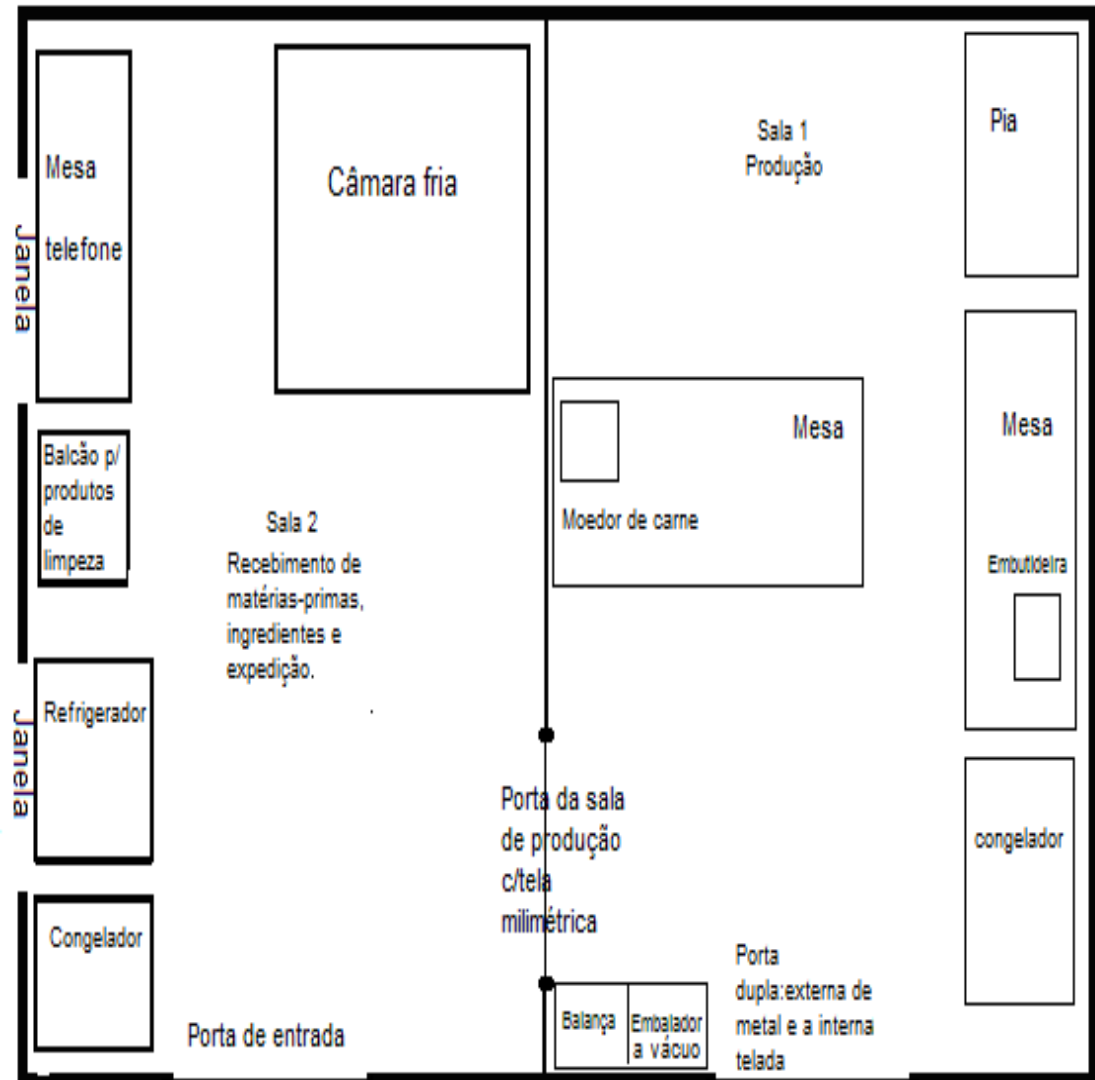 Mesa
telefone
Janela
Câmara fria
Sala 1
Produção
Pia
Balcão p/
produtos
de
limpeza
Sala 2
Recebimento de
matérias-primas,
ingredientes e
expedição.
Mesa
Moedor de carne
Mesa
Embutideira
Refrigerador
Janela
Porta da sala
de produção
c/tela
milimétrica
congelador
Congelador
Porta de entrada
Balança
Embalador
a vácuo
Porta
dupla:externa de
metal e a interna
telada